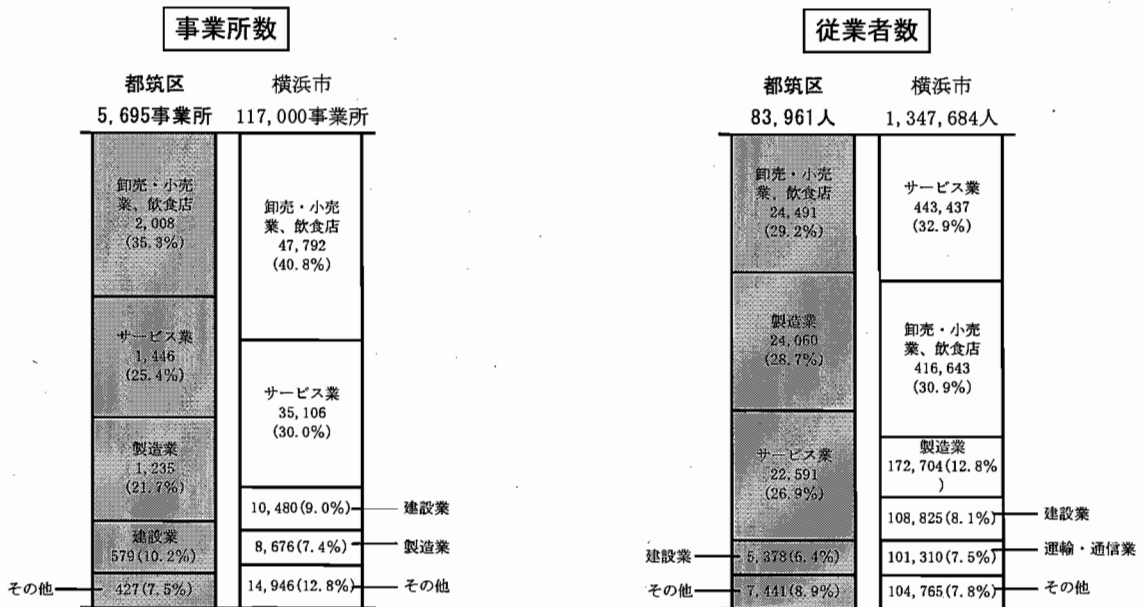 事業所数
都筑区
5,695事業所
卸売・小売
業、飲食店
2,008
(35.3%)
サービス業
1,446
(25.4%)
製造業
1,235
(21.7%)
建設業
579(10.2%)
その他
427(7.5%)
横浜市
117,000事業所
卸売・小売
業、飲食店
47,792
(40.8%)
サービス業
35,106
(30.0%)
10,480(9.0%)
建設業
8,676(7.4%)
製造業
14,946(12.8%)
その他
従業者数
都筑区
83,961人
卸売・小売
業、飲食店
24,491
(29.2%)
製造業
24,060
(28.7%)
サービス業
22,591
(26.9%)
建設業
5,378(6.4%)
その他
7,441(8.9%)
横浜市
1,347,684人
サービス業
443,437
(32.9%)
卸売・小売
業、飲食店
416,643
(30.9%)
製造業
172,704(12.8%
)
108,825(8.1%)
建設業
101,310(7.5%)
運輸・通信業
104,765(7.8%)
その他